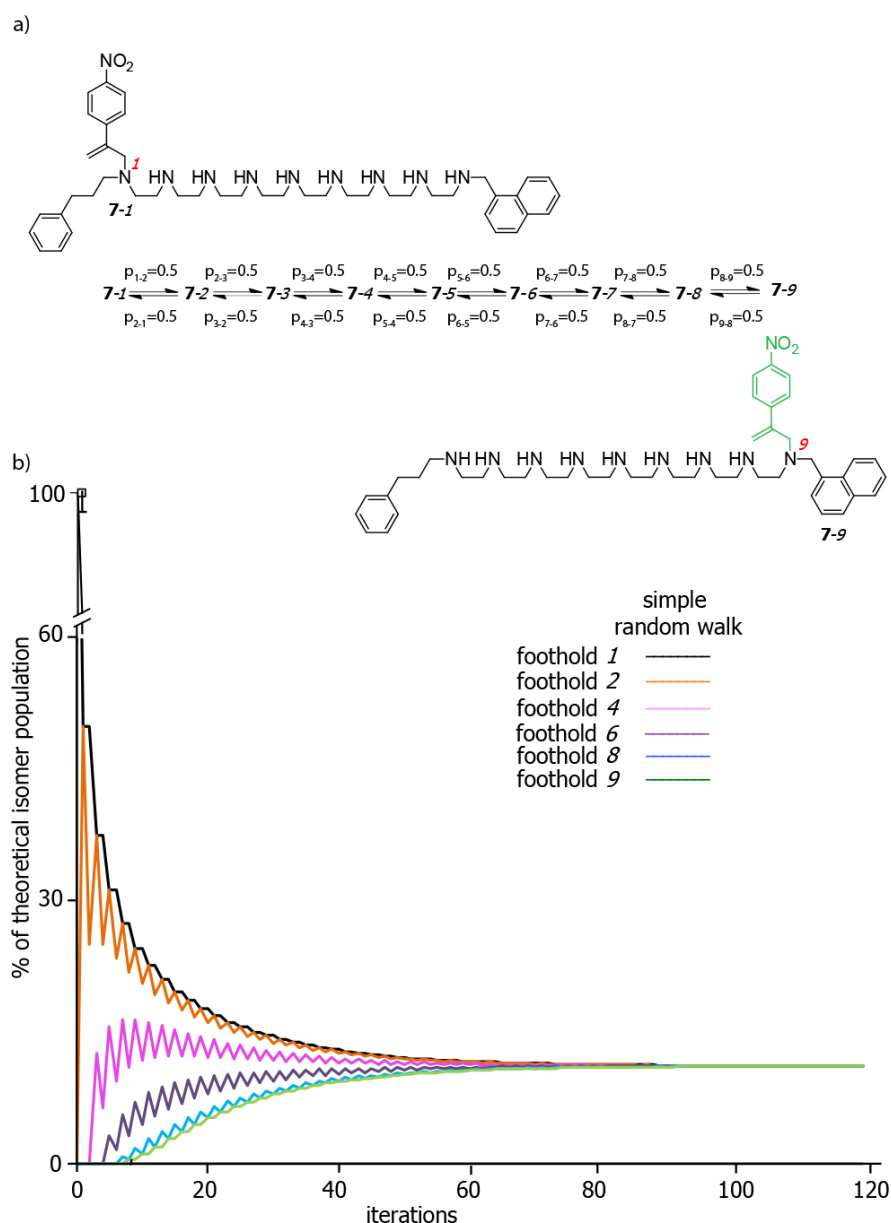 a)
NO2
1
N HN HN HN HN HN HN HN HN
7-1
p1-2=0.5 p2-3=0.5 p3-4=0.5 p4-5=0.5 p5-6=0.5 p6-7=0.5 p7-8=0.5 p8-9=0.5
7-1 7-2 7-3 7-4 7-5 7-6 7-7 7-8 7-9
p2-1=0.5 p3-2=0.5 p4-3=0.5 p5-4=0.5 p6-5=0.5 p7-6=0.5 p8-7=0.5 p9-8=0.5
NO2
9
NH HN HN HN HN HN HN HN N
7-9
b)
100
60
30
0
% of theoretical isomer population
simple
random walk
foothold 1
foothold 2
foothold 4
foothold 6
foothold 8
foothold 9
0 20 40 60 80 100 120
iterations